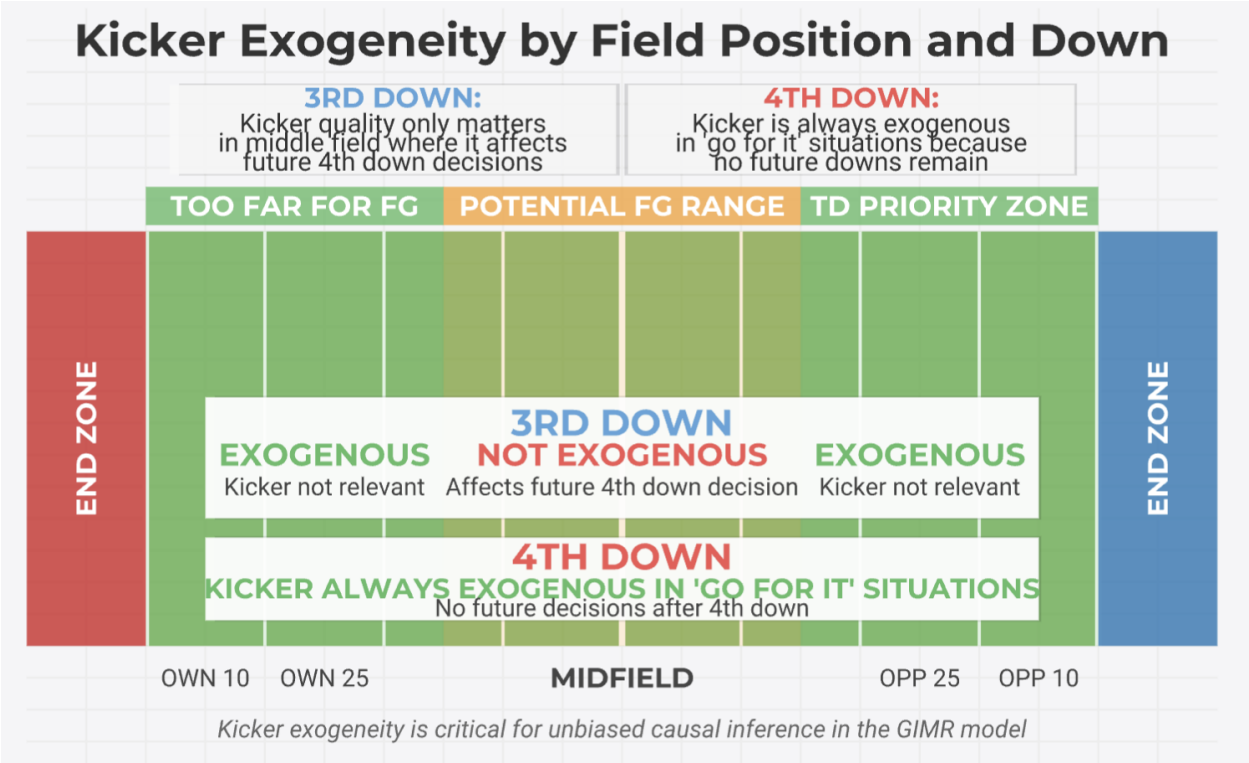 Kicker Exogeneity by Field Position and Down
3RD DOWN:
Kicker quality only matters
in middle field where it affects
future 4th down decisions
4TH DOWN:
Kicker is always exogenous
in 'go for it' situations because
no future downs remain
TOO FAR FOR FG
POTENTIAL FG RANGE
TD PRIORITY ZONE
END ZONE
3RD DOWN
EXOGENOUS
Kicker not relevant
NOT EXOGENOUS
Affects future 4th down decision
EXOGENOUS
Kicker not relevant
4TH DOWN
KICKER ALWAYS EXOGENOUS IN 'GO FOR IT' SITUATIONS
No future decisions after 4th down
END ZONE
OWN 10
OWN 25
MIDFIELD
OPP 25
OPP 10
Kicker exogeneity is critical for unbiased causal inference in the GIMR model